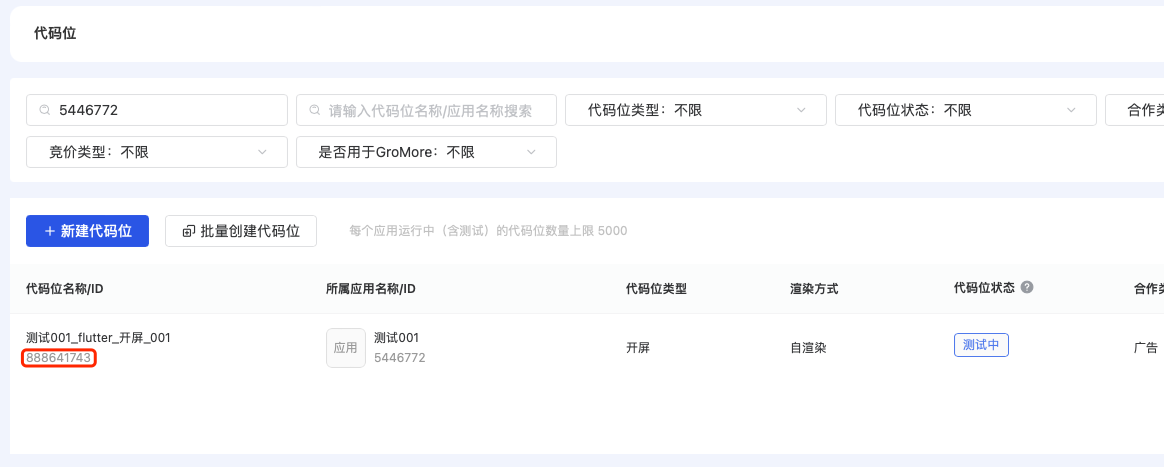 代码位
5446772
请输入代码位名称/应用名称搜索
代码位类型：不限
代码位状态：不限
合作类
竞价类型：不限
是否用于GroMore：不限
+ 新建代码位
批量创建代码位
每个应用运行中（含测试）的代码位数量上限 5000
代码位名称/ID
所属应用名称/ID
代码位类型
渲染方式
代码位状态 ?
合作类
测试001_flutter_开屏_001
888641743
应用
测试001
5446772
开屏
自渲染
测试中
广告